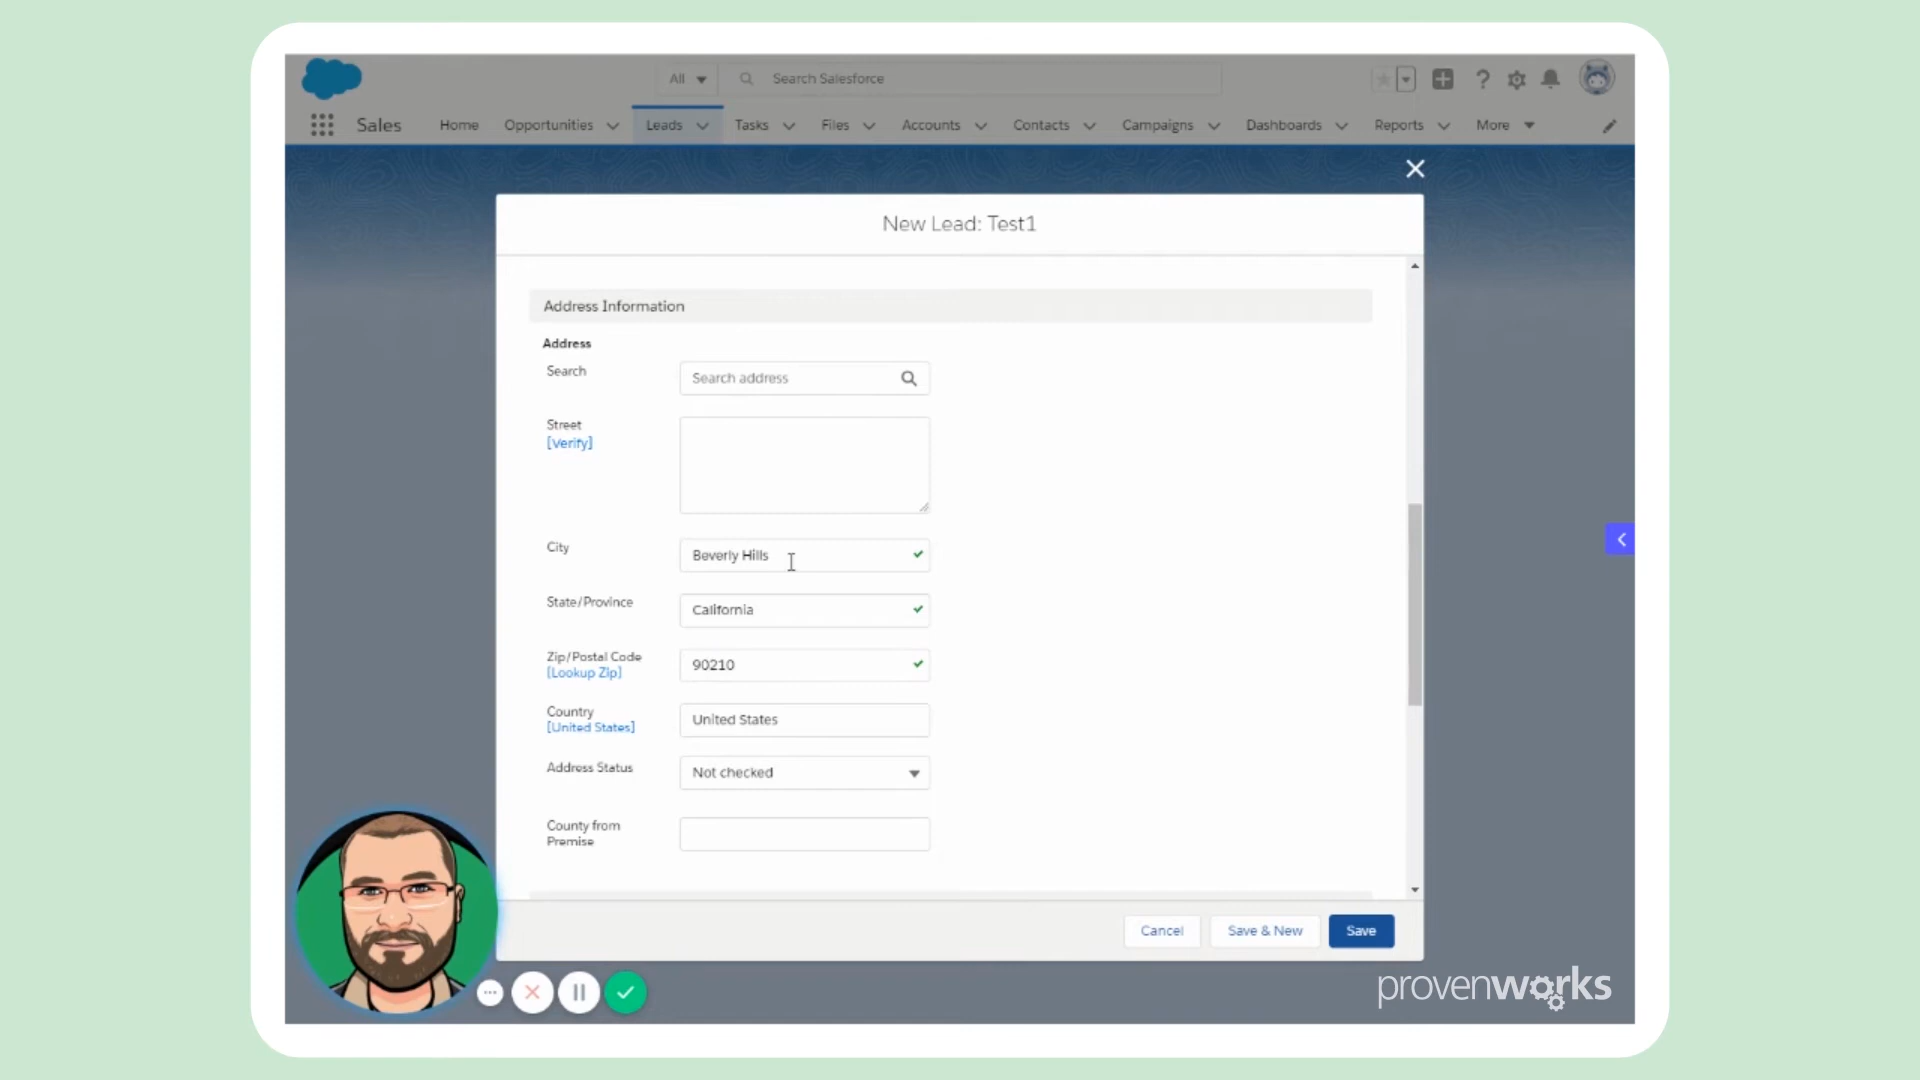 All
Search Salesforce
Sales
Home
Opportunities
Leads
Tasks
Files
Accounts
Contacts
Campaigns
Dashboards
Reports
More
New Lead: Test1
Address Information
Address
Search
Search address
Street
[Verify]
City
Beverly Hills
State/Province
California
Zip/Postal Code
[Lookup Zip]
90210
Country
[United States]
United States
Address Status
Not checked
County from
Premise
Cancel
Save & New
Save
provenworks